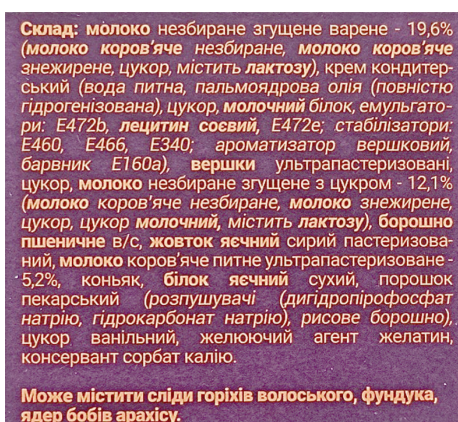 Склад: молоко незбиране згущене варене - 19,6%
(молоко коров'яче незбиране, молоко коров'яче
знежирене, цукор, містить лактозу), крем кондитер-
ський (вода питна, пальмоядрова олія (повністю
гідрогенізована), цукор, молочний білок, емульгато-
ри: Е472b, лецитин соєвий, Е472е; стабілізатори:
Е460, Е466, Е340; ароматизатор вершковий,
барвник Е160а), вершки ультрапастеризовані,
цукор, молоко незбиране згущене з цукром - 12,1%
(молоко коров'яче незбиране, молоко знежирене,
цукор, цукор молочний, містить лактозу), борошно
пшеничне в/с, жовток яєчний сирий пастеризова-
ний, молоко коров'яче питне ультрапастеризоване -
5,2%, коньяк, білок яєчний сухий, порошок
пекарський (розпушувачі (дигідропірофосфат
натрію, гідрокарбонат натрію), рисове борошно),
цукор ванільний, желюючий агент желатин,
консервант сорбат калію.
Може містити сліди горіхів волоського, фундука,
ядер бобів арахісу.